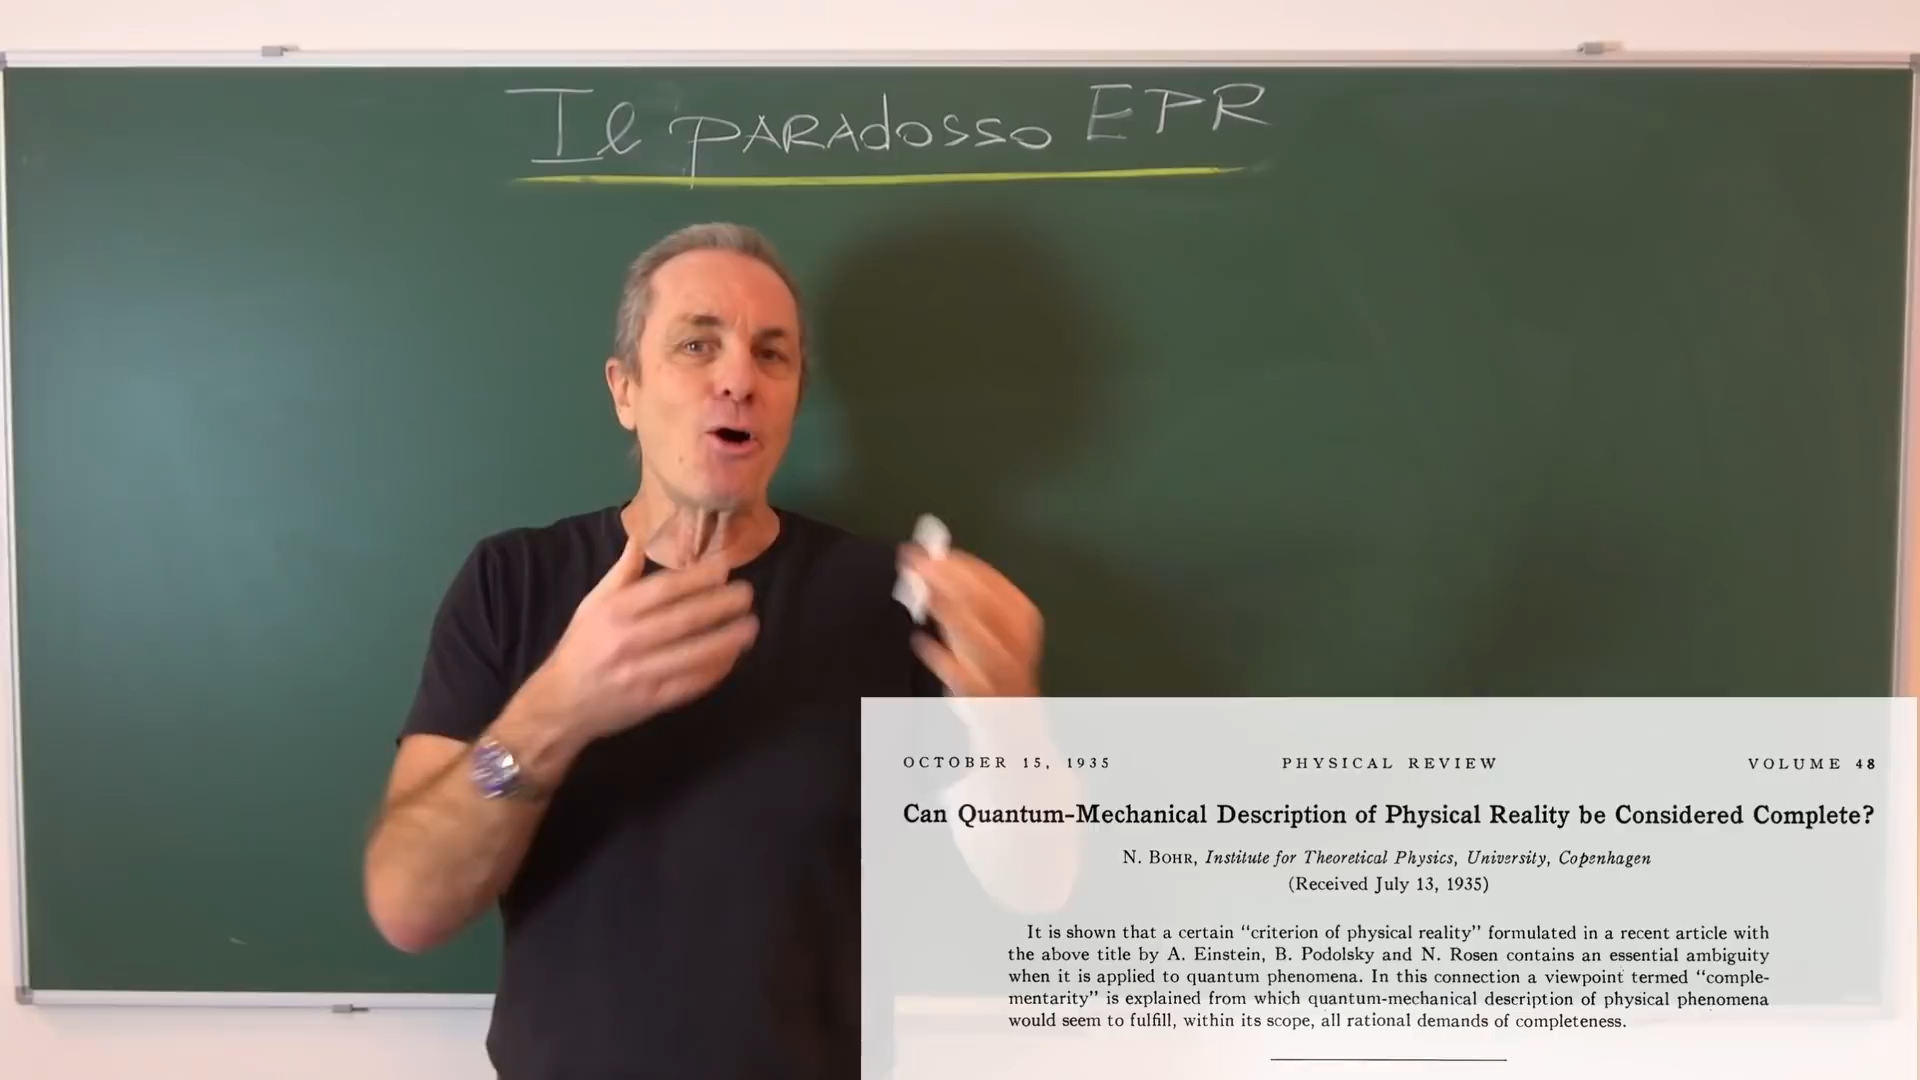 Il PARAdOSSO EPR
OCTOBER 15, 1935 PHYSICAL REVIEW VOLUME 48
Can Quantum-Mechanical Description of Physical Reality be Considered Complete?
N. BOHR, Institute for Theoretical Physics, University, Copenhagen
(Received July 13, 1935)
It is shown that a certain “criterion of physical reality” formulated in a recent article with
the above title by A. Einstein, B. Podolsky and N. Rosen contains an essential ambiguity
when it is applied to quantum phenomena. In this connection a viewpoint termed “comple-
mentarity” is explained from which quantum-mechanical description of physical phenomena
would seem to fulfill, within its scope, all rational demands of completeness.